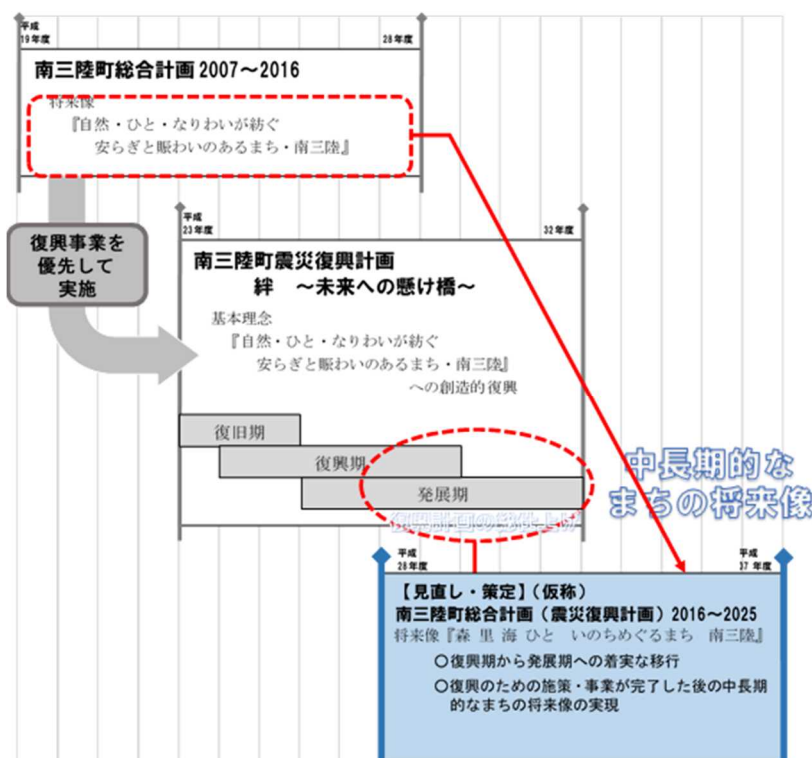 平成
19年度
28年度
南三陸町総合計画 2007～2016
将来像
『自然・ひと・なりわいが紡ぐ
安らぎと賑わいのあるまち・南三陸』
復興事業を
優先して
実施
平成
23年度
32年度
南三陸町震災復興計画
絆　～未来への懸け橋～
基本理念
『自然・ひと・なりわいが紡ぐ
安らぎと賑わいのあるまち・南三陸』
への創造的復興
復旧期
復興期
発展期
復興計画の総仕上げ
中長期的な
まちの将来像
平成
28年度
平成
37年度
【見直し・策定】（仮称）
南三陸町総合計画（震災復興計画）2016～2025
将来像『森 里 海 ひと　いのちめぐるまち　南三陸』
○復興期から発展期への着実な移行
○復興のための施策・事業が完了した後の中長期
的なまちの将来像の実現